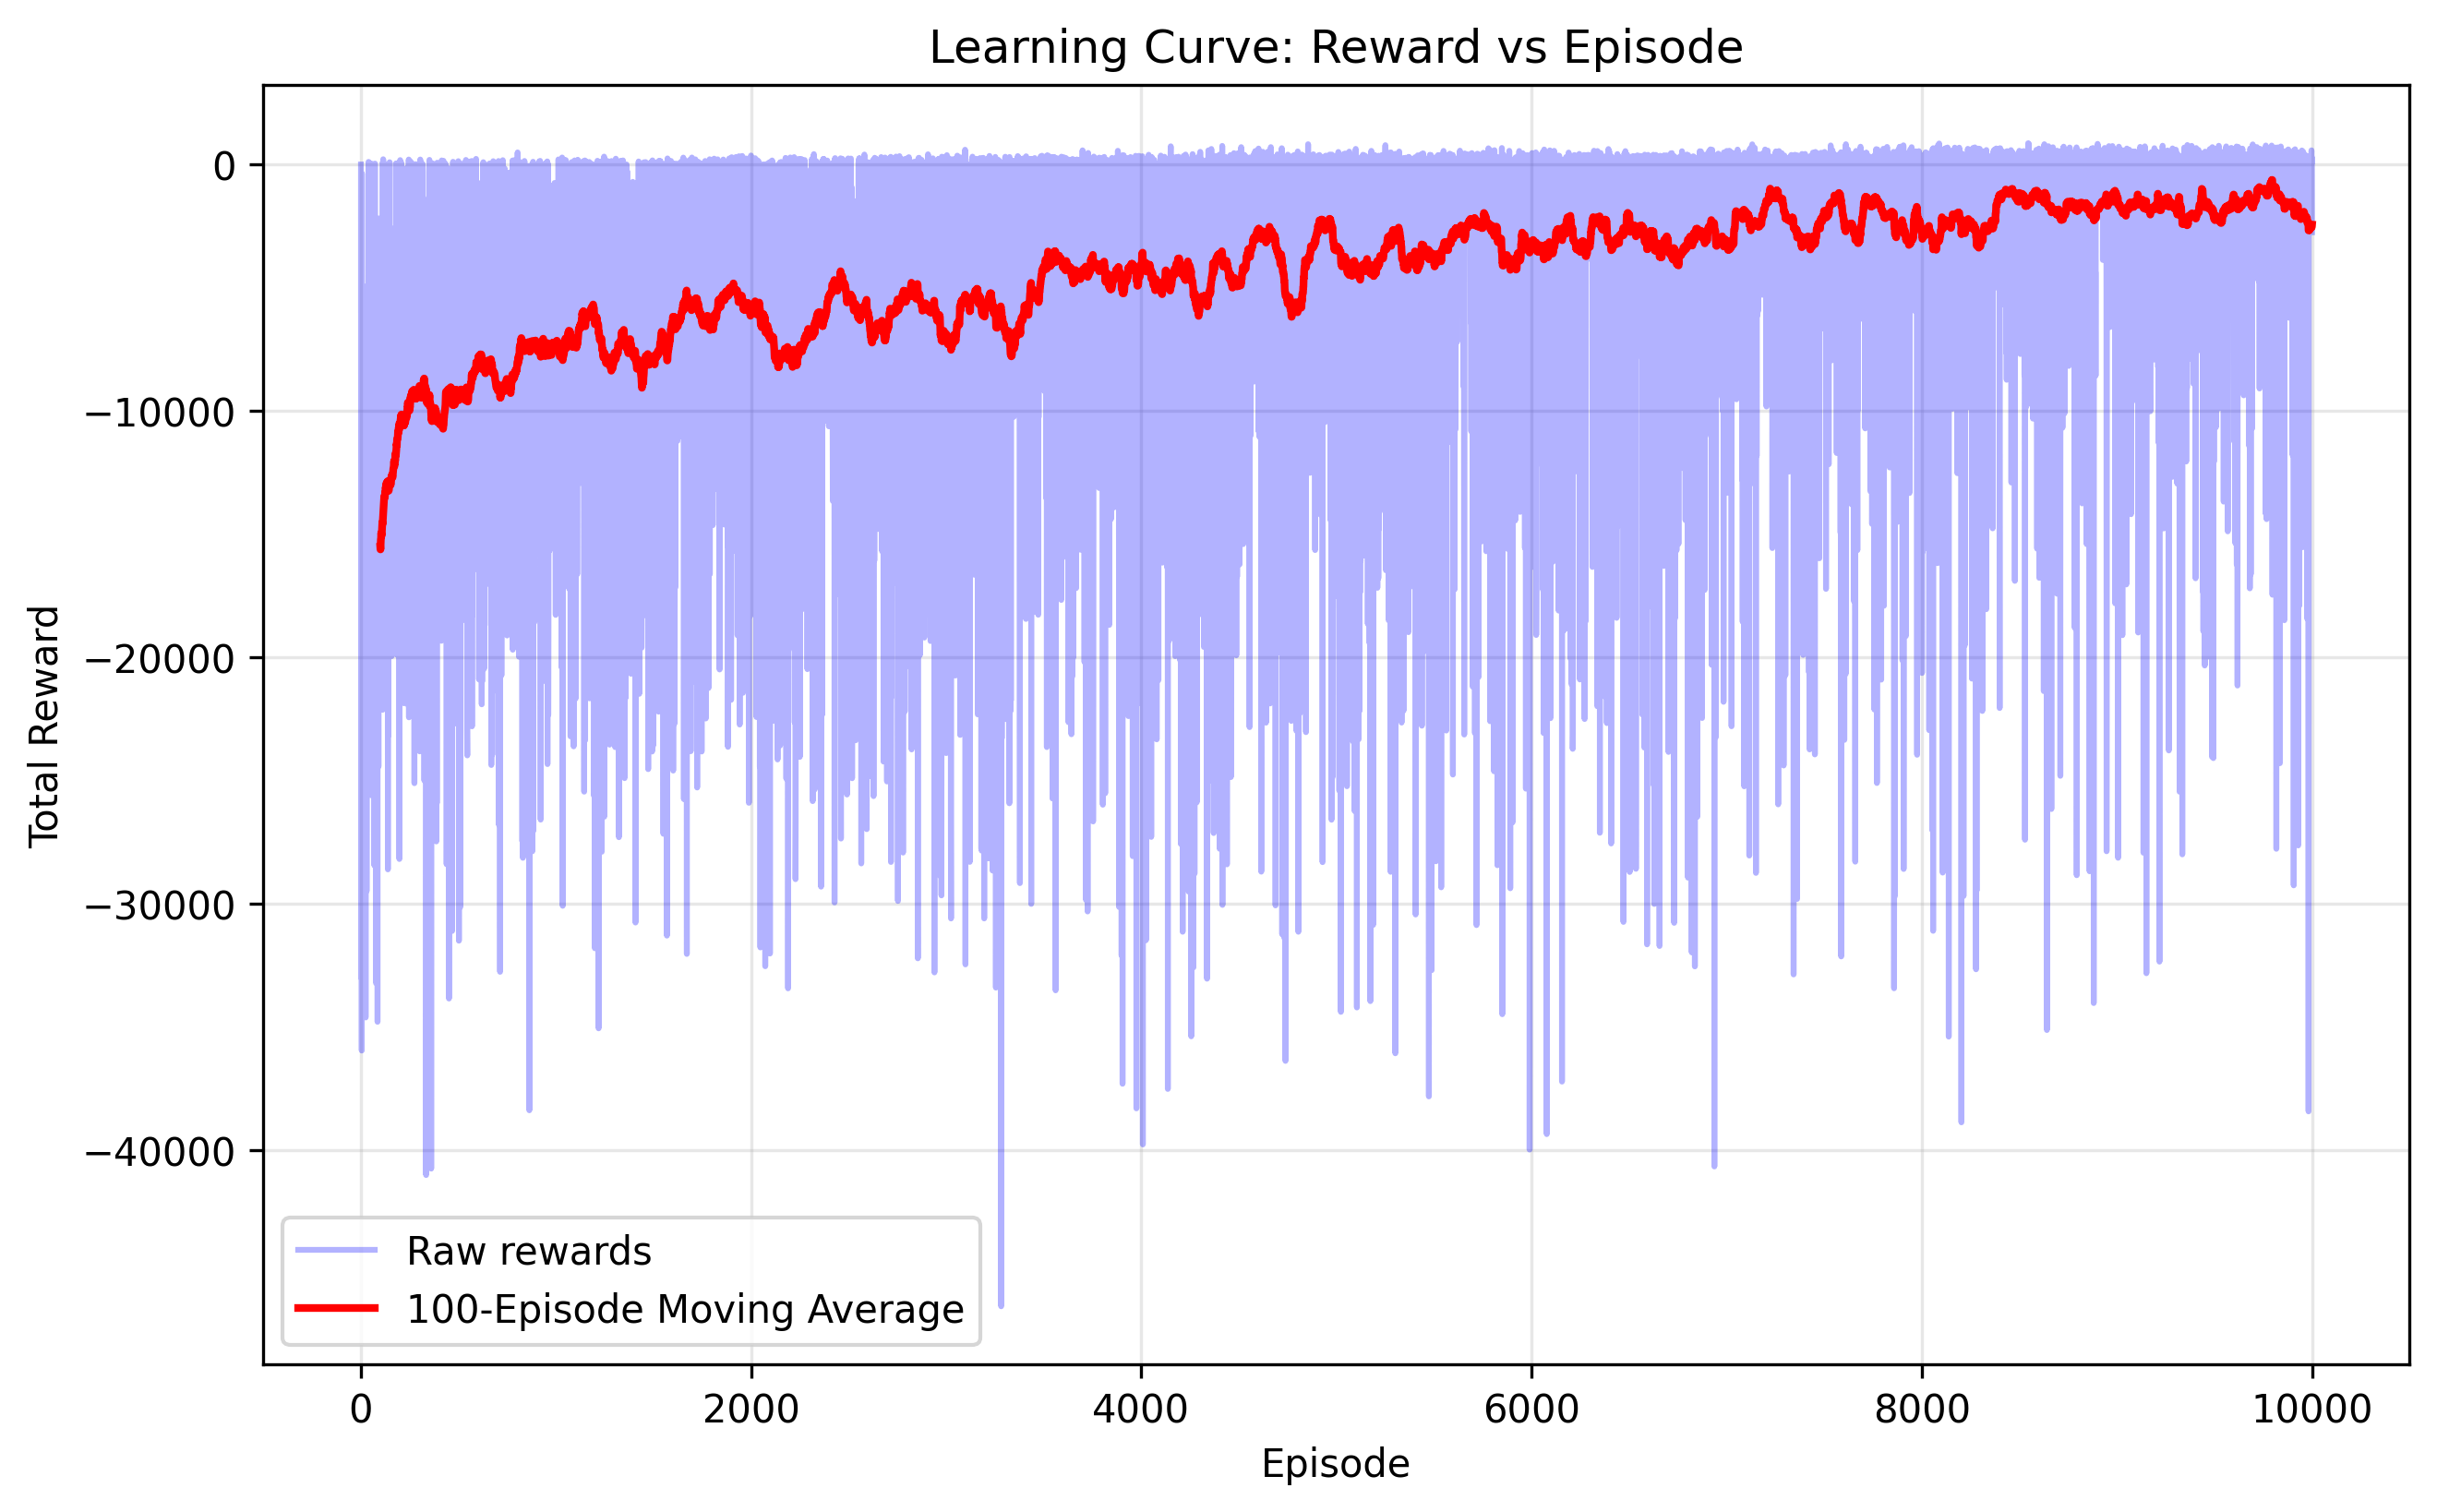 Learning Curve: Reward vs Episode
Total Reward
0
−10000
−20000
−30000
−40000
Raw rewards
100-Episode Moving Average
0 2000 4000 6000 8000 10000
Episode